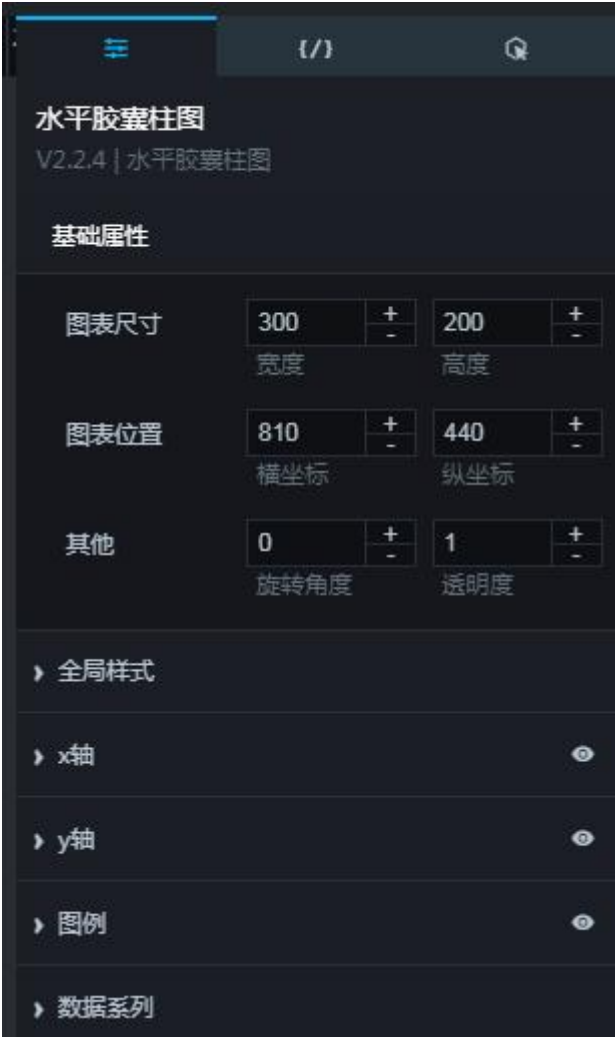 {/}
水平胶囊柱图
V2.2.4 | 水平胶囊柱图
基础属性
图表尺寸 300 + - 200 + -
宽度 高度
图表位置 810 + - 440 + -
横坐标 纵坐标
其他 0 + - 1 + -
旋转角度 透明度
全局样式
x轴
y轴
图例
数据系列